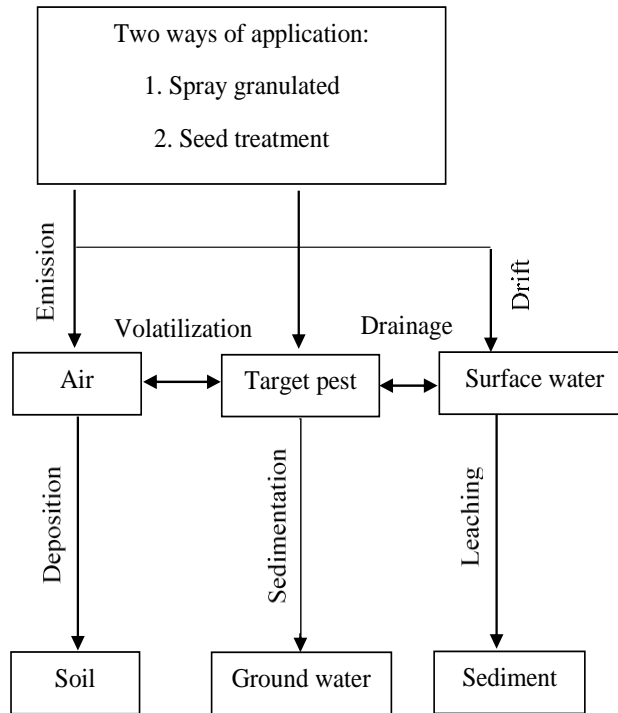 Two ways of application:
1. Spray granulated
2. Seed treatment
Emission
Drift
Volatilization
Drainage
Air
Target pest
Surface water
Deposition
Sedimentation
Leaching
Soil
Ground water
Sediment